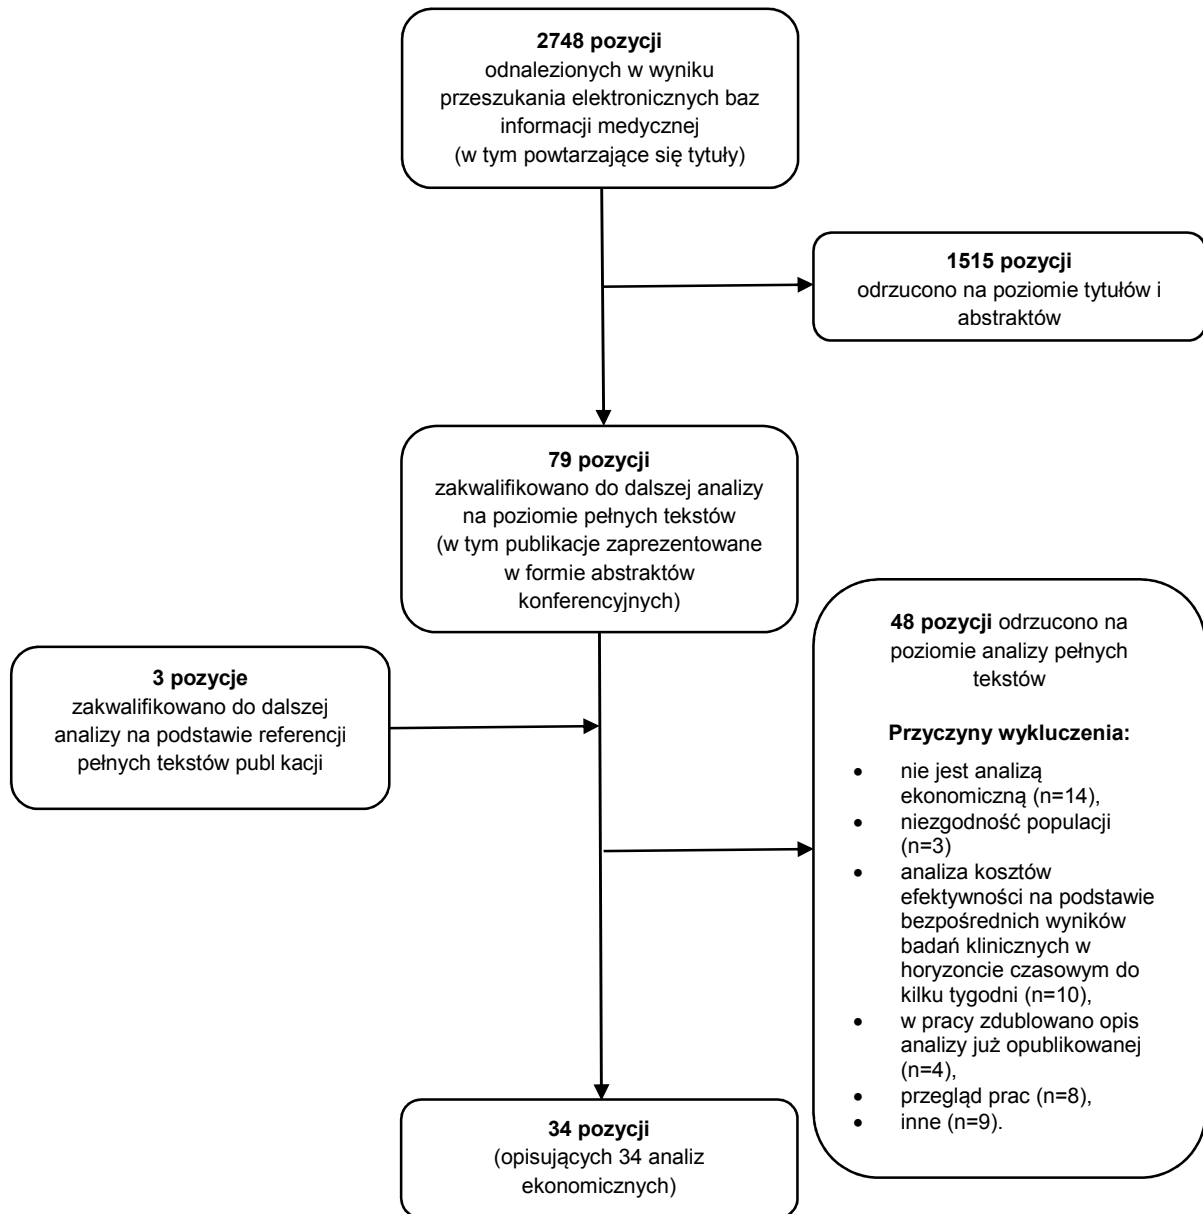 2748 pozycji
odnalezionych w wyniku
przeszukania elektronicznych baz
informacji medycznej
(w tym powtarzające się tytuły)
1515 pozycji
odrzucono na poziomie tytułów i
abstraktów
79 pozycji
zakwalifikowano do dalszej analizy
na poziomie pełnych tekstów
(w tym publikacje zaprezentowane
w formie abstraktów
konferencyjnych)
3 pozycje
zakwalifikowano do dalszej
analizy na podstawie referencji
pełnych tekstów publ kacji
48 pozycji odrzucono na
poziomie analizy pełnych
tekstów
Przyczyny wykluczenia:
• nie jest analizą
ekonomiczną (n=14),
• niezgodność populacji
(n=3)
• analiza kosztów
efektywności na podstawie
bezpośrednich wyników
badań klinicznych w
horyzoncie czasowym do
kilku tygodni (n=10),
• w pracy zdublowano opis
analizy już opublikowanej
(n=4),
• przegląd prac (n=8),
• inne (n=9).
34 pozycji
(opisujących 34 analiz
ekonomicznych)